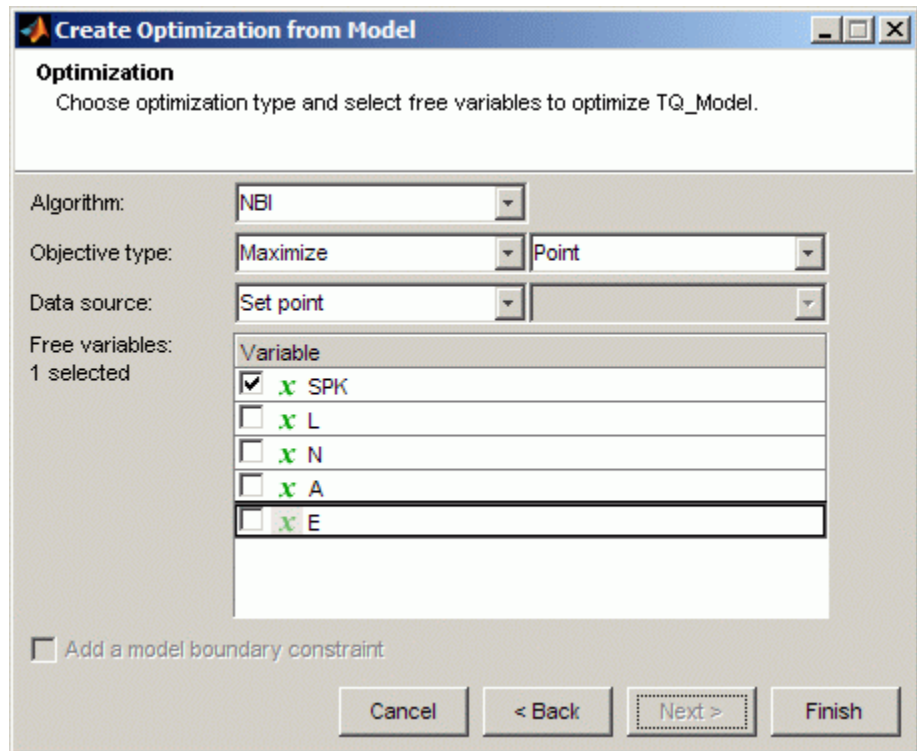 Create Optimization from Model
Optimization
Choose optimization type and select free variables to optimize TQ_Model.
Algorithm: NBI
Objective type: Maximize Point
Data source: Set point
Free variables:
1 selected
Variable
x SPK
x L
x N
x A
x E
Add a model boundary constraint
Cancel < Back Next > Finish